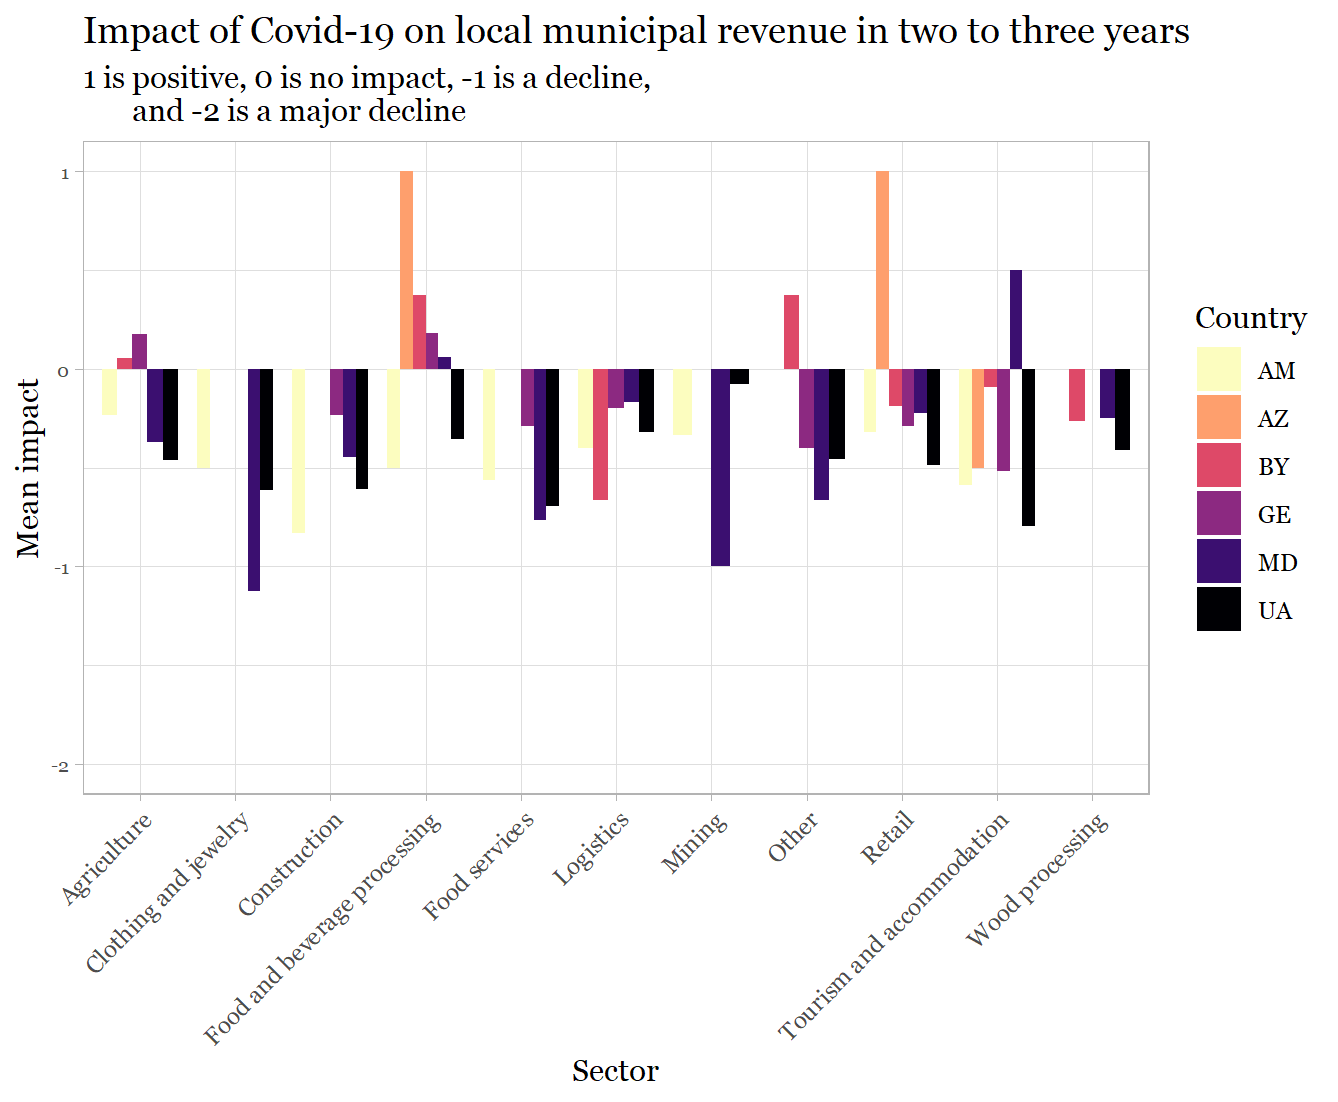 Impact of Covid-19 on local municipal revenue in two to three years
1 is positive, 0 is no impact, -1 is a decline,
and -2 is a major decline
Mean impact
1
0
-1
-2
Agriculture
Clothing and jewelry
Construction
Food and beverage processing
Food services
Logistics
Mining
Other
Retail
Tourism and accommodation
Wood processing
Sector
Country
AM
AZ
BY
GE
MD
UA